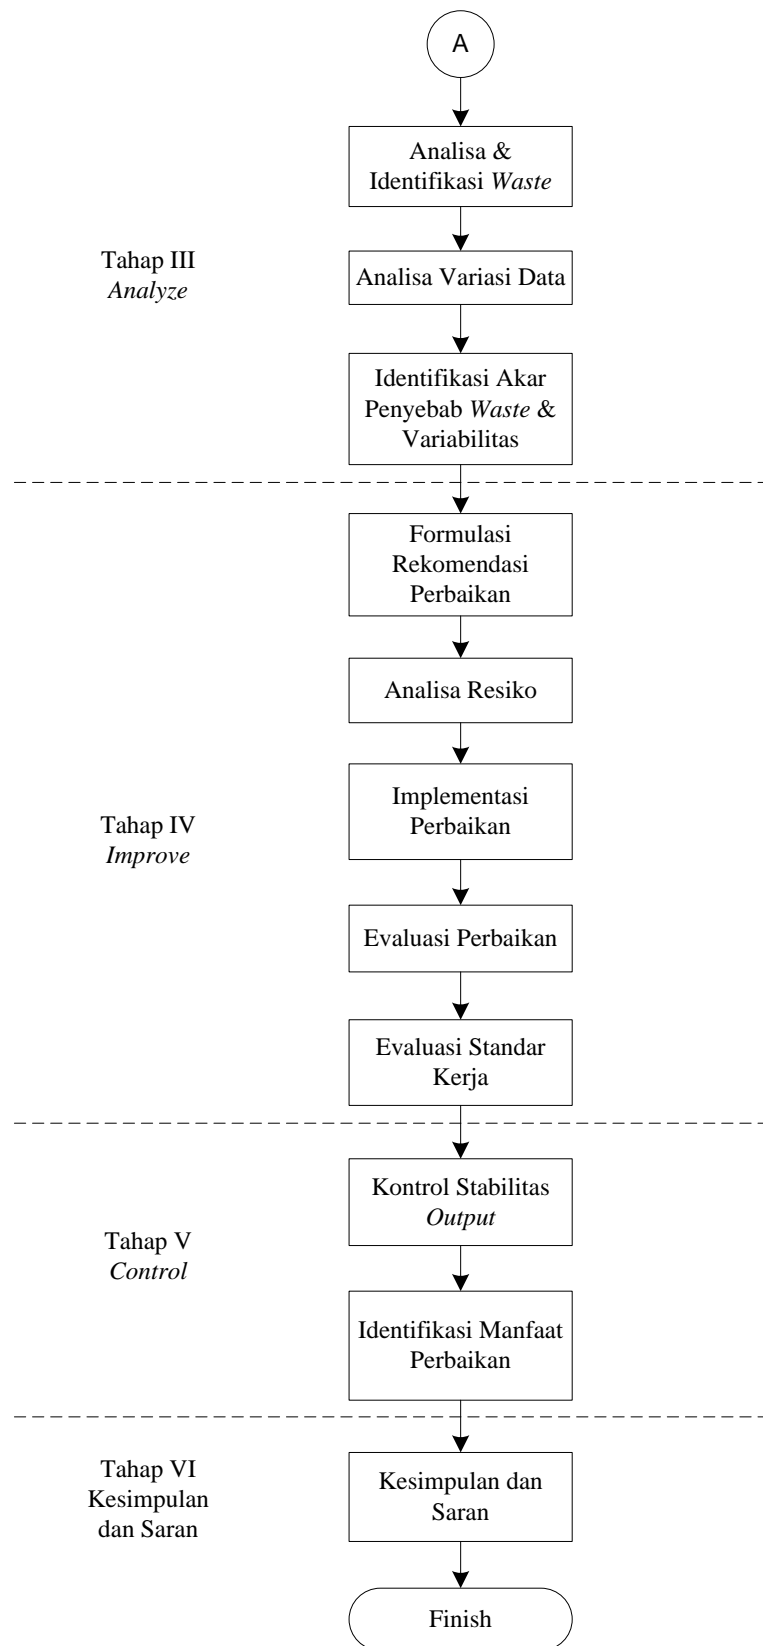 A
Analisa &
Identifikasi Waste
Tahap III
Analyze
Analisa Variasi Data
Identifikasi Akar
Penyebab Waste &
Variabilitas
Formulasi
Rekomendasi
Perbaikan
Analisa Resiko
Tahap IV
Improve
Implementasi
Perbaikan
Evaluasi Perbaikan
Evaluasi Standar
Kerja
Tahap V
Control
Kontrol Stabilitas
Output
Identifikasi Manfaat
Perbaikan
Tahap VI
Kesimpulan
dan Saran
Kesimpulan dan
Saran
Finish